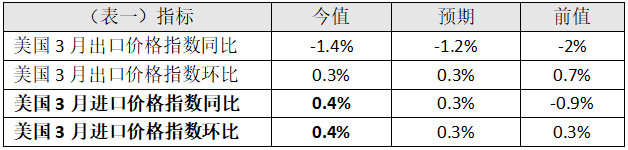 （表一）指标 今值 预期 前值
美国 3 月出口价格指数同比 -1.4% -1.2% -2%
美国 3 月出口价格指数环比 0.3% 0.3% 0.7%
美国 3 月进口价格指数同比 0.4% 0.3% -0.9%
美国 3 月进口价格指数环比 0.4% 0.3% 0.3%